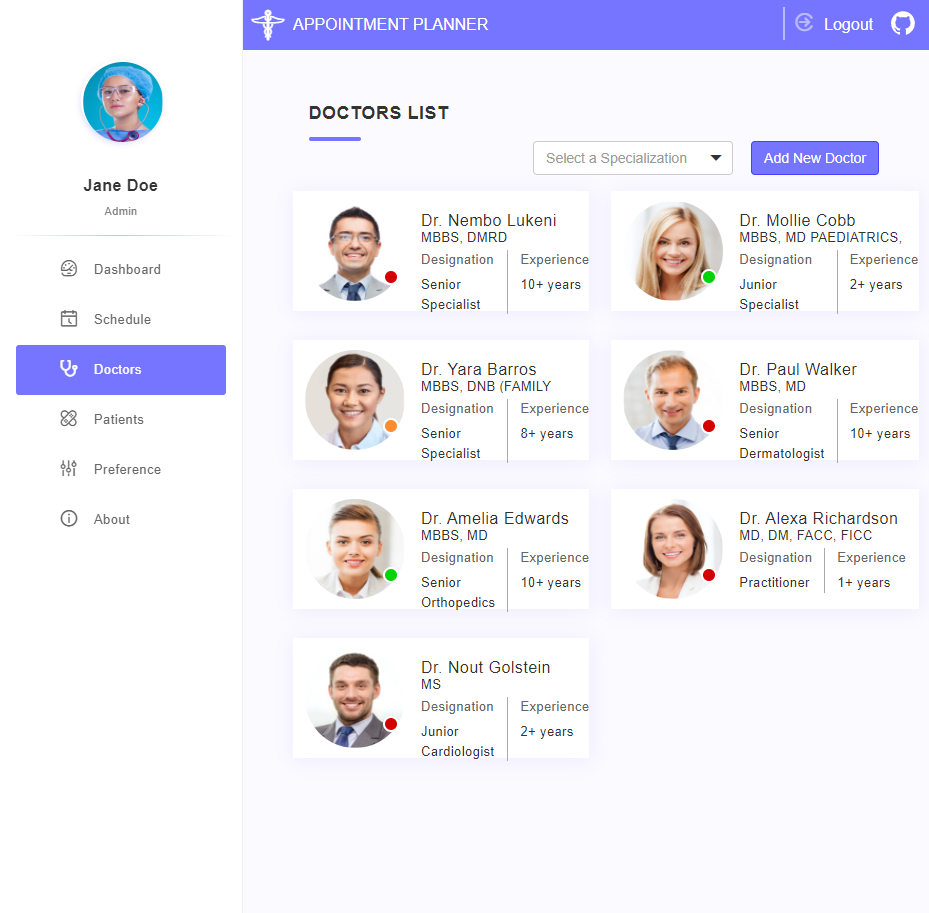 APPOINTMENT PLANNER
Logout
Jane Doe
Admin
Dashboard
Schedule
Doctors
Patients
Preference
About
DOCTORS LIST
Select a Specialization
Add New Doctor
Dr. Nembo Lukeni
MBBS, DMRD
Designation Experience
Senior 10+ years
Specialist
Dr. Mollie Cobb
MBBS, MD PAEDIATRICS,
Designation Experience
Junior 2+ years
Specialist
Dr. Yara Barros
MBBS, DNB (FAMILY
Designation Experience
Senior 8+ years
Specialist
Dr. Paul Walker
MBBS, MD
Designation Experience
Senior 10+ years
Dermatologist
Dr. Amelia Edwards
MBBS, MD
Designation Experience
Senior 10+ years
Orthopedics
Dr. Alexa Richardson
MD, DM, FACC, FICC
Designation Experience
Practitioner 1+ years
Dr. Nout Golstein
MS
Designation Experience
Junior 2+ years
Cardiologist